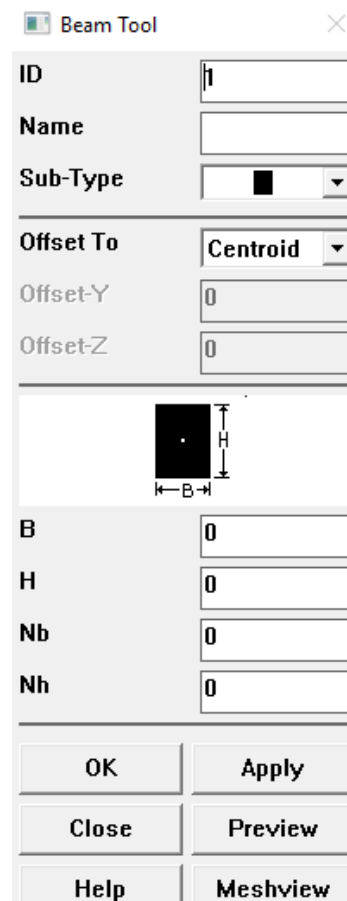 Beam Tool
ID 1
Name
Sub-Type
Offset To Centroid
Offset-Y 0
Offset-Z 0
H
B
B 0
H 0
Nb 0
Nh 0
OK Apply
Close Preview
Help Meshview